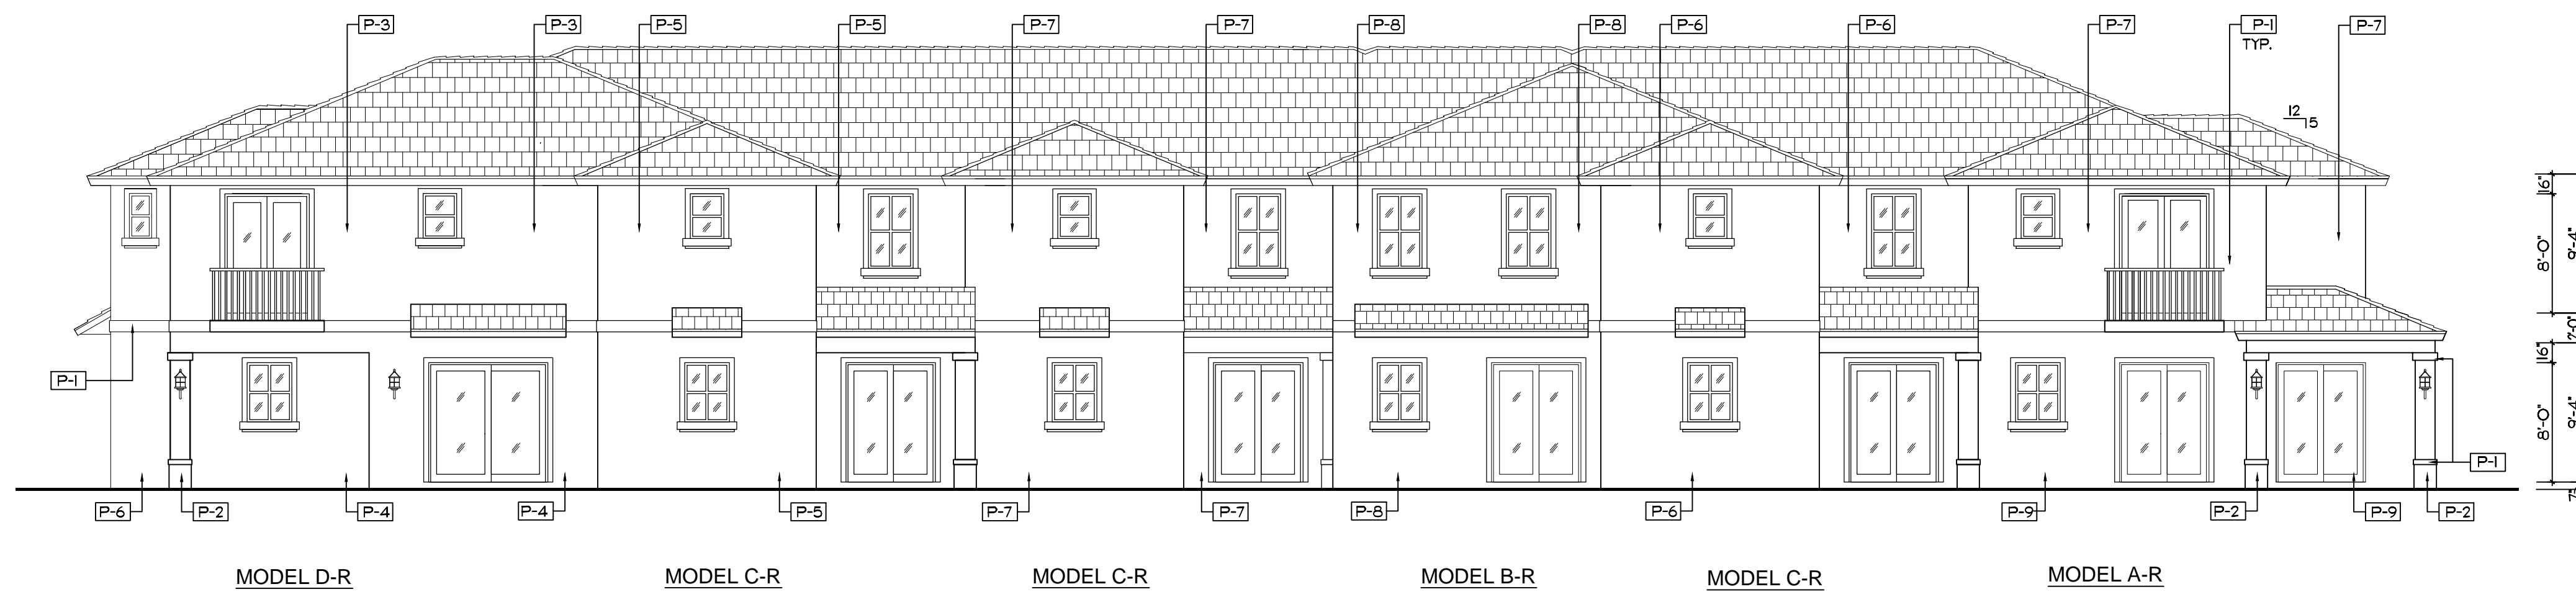 P-3
P-3
P-5
P-5
P-7
P-7
P-8
P-8
P-6
P-6
P-7
P-1
TYP.
P-7
12
5
16"
8'-0"
9'-4"
2'-0"
16"
8'-0"
9'-4"
7"
P-1
P-1
P-6
P-2
P-4
P-4
P-5
P-7
P-7
P-8
P-6
P-9
P-2
P-9
P-2
MODEL D-R
MODEL C-R
MODEL C-R
MODEL B-R
MODEL C-R
MODEL A-R